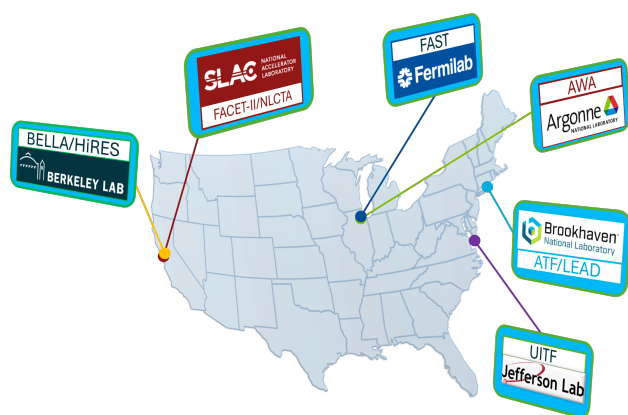 SLAC NATIONAL
ACCELERATOR
LABORATORY
FACET-II/NLCTA
FAST
Fermilab
AWA
Argonne
NATIONAL LABORATORY
BELLA/HiRES
BERKELEY LAB
Brookhaven
National Laboratory
ATF/LEAD
UITF
Jefferson Lab